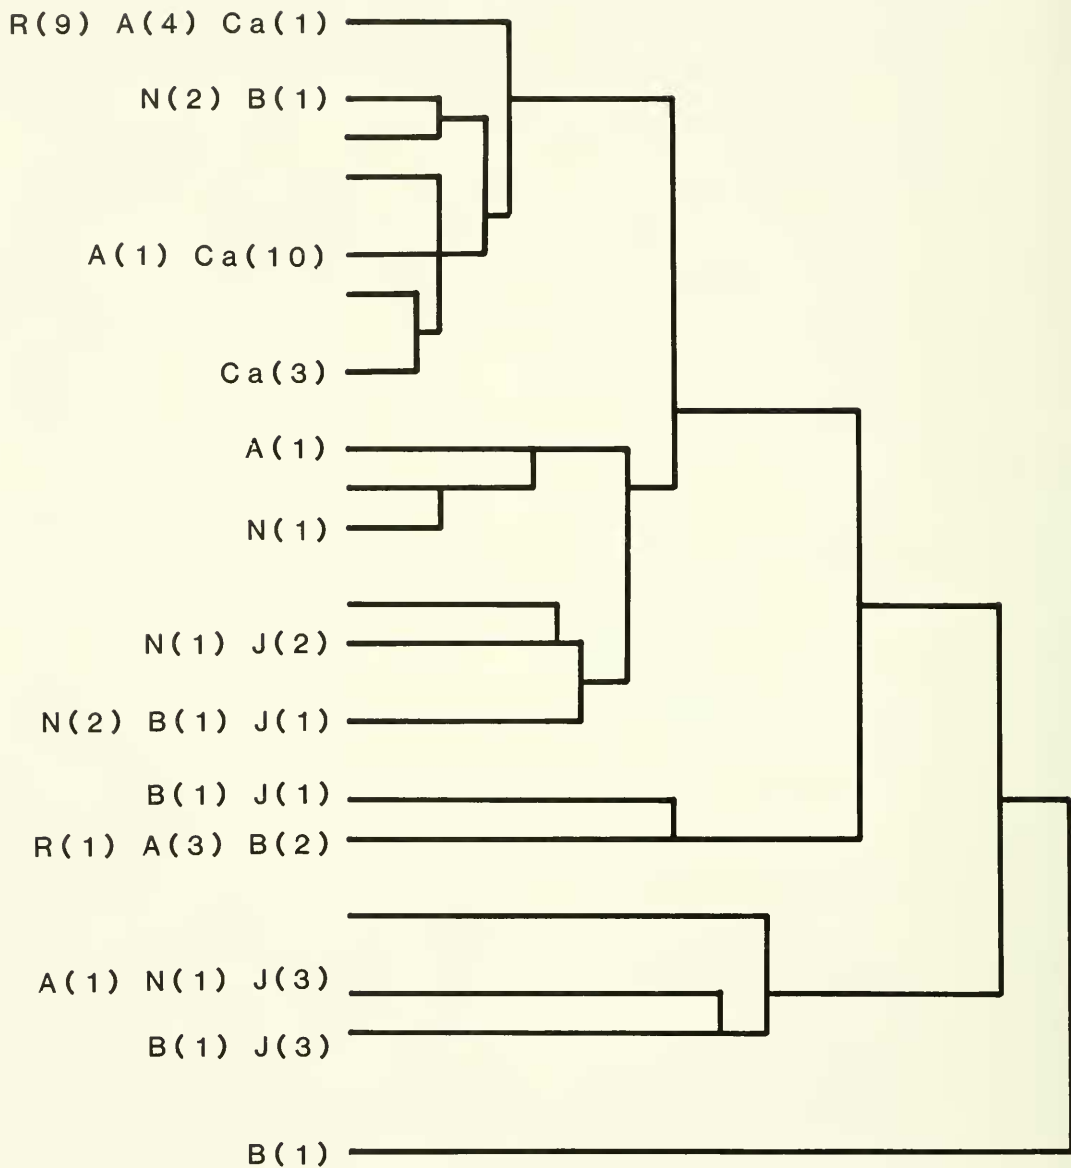 R(9) A(4) Ca(1)
N(2) B(1)
A(1) Ca(10)
Ca(3)
A(1)
N(1)
N(1) J(2)
N(2) B(1) J(1)
B(1) J(1)
R(1) A(3) B(2)
A(1) N(1) J(3)
B(1) J(3)
B(1)